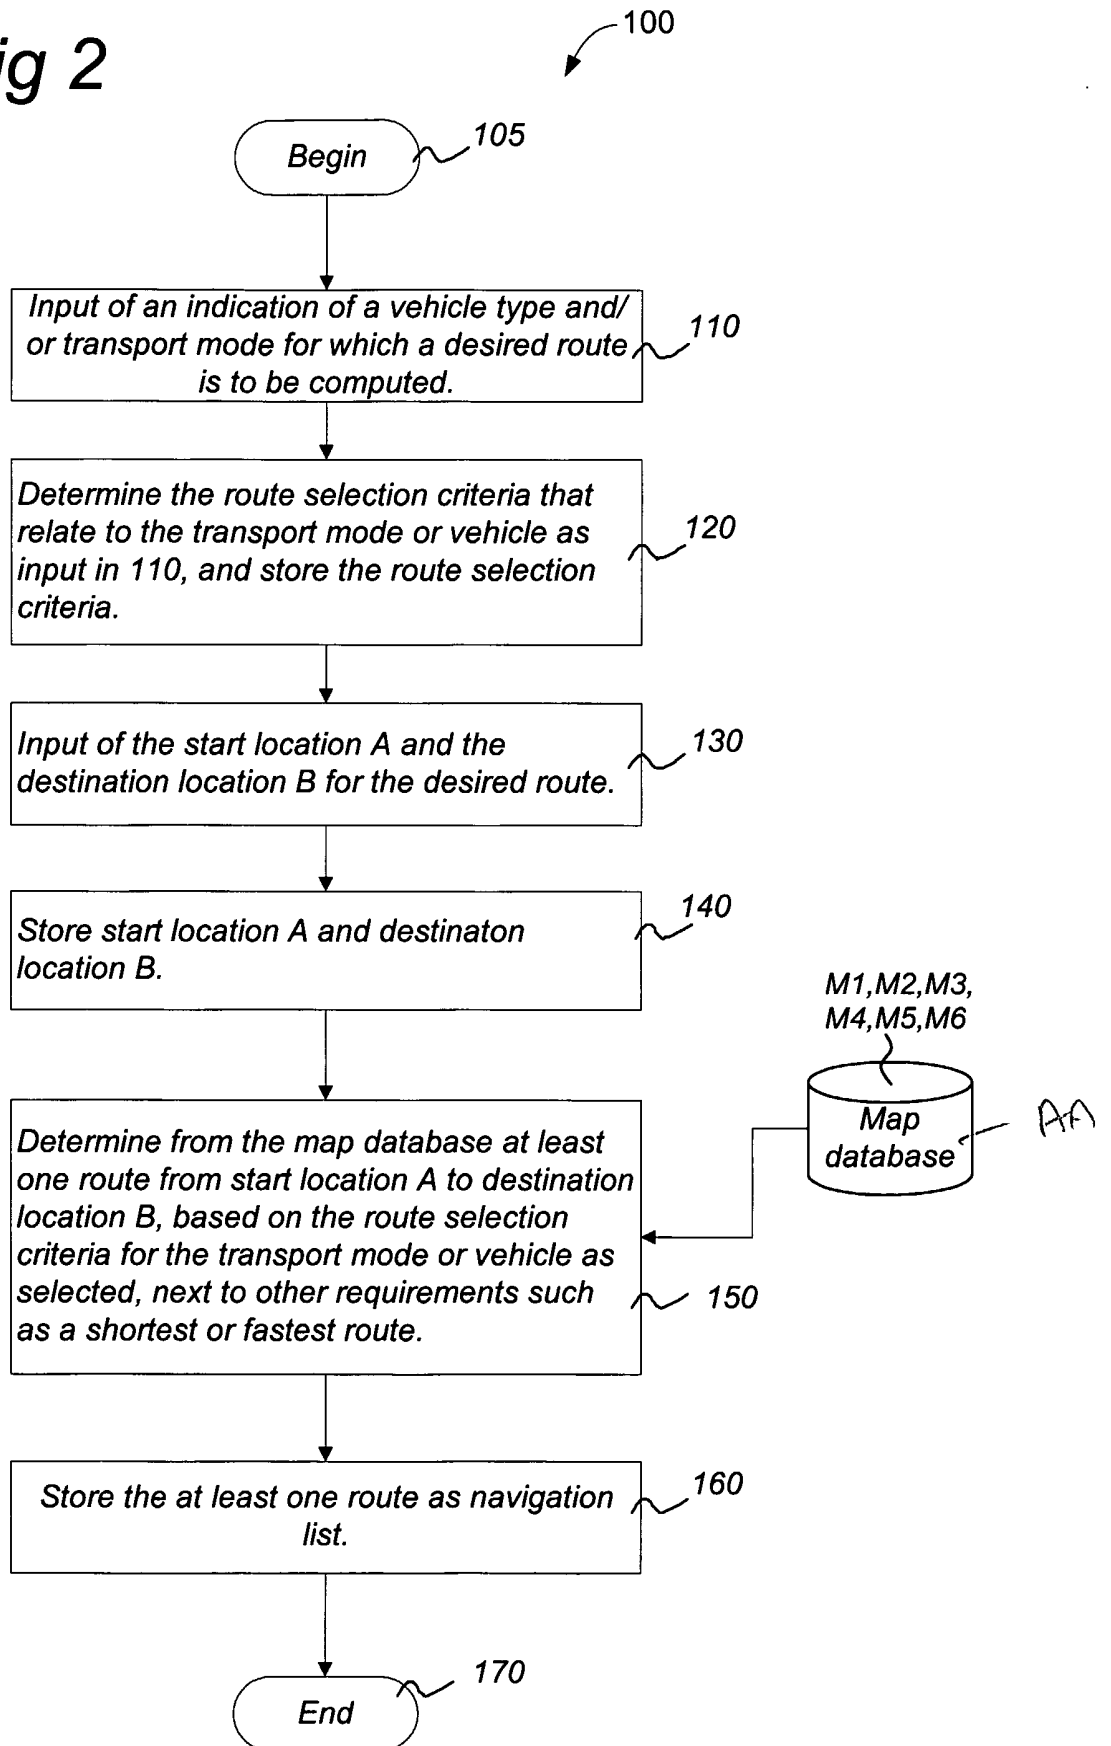 ig 2
100
Begin
105
Input of an indication of a vehicle type and/
or transport mode for which a desired route
is to be computed.
110
Determine the route selection criteria that
relate to the transport mode or vehicle as
input in 110, and store the route selection
criteria.
120
Input of the start location A and the
destination location B for the desired route.
130
Store start location A and destinaton
location B.
140
M1,M2,M3,
M4,M5,M6
Map
database
AA
Determine from the map database at least
one route from start location A to destination
location B, based on the route selection
criteria for the transport mode or vehicle as
selected, next to other requirements such
as a shortest or fastest route.
150
Store the at least one route as navigation
list.
160
End
170